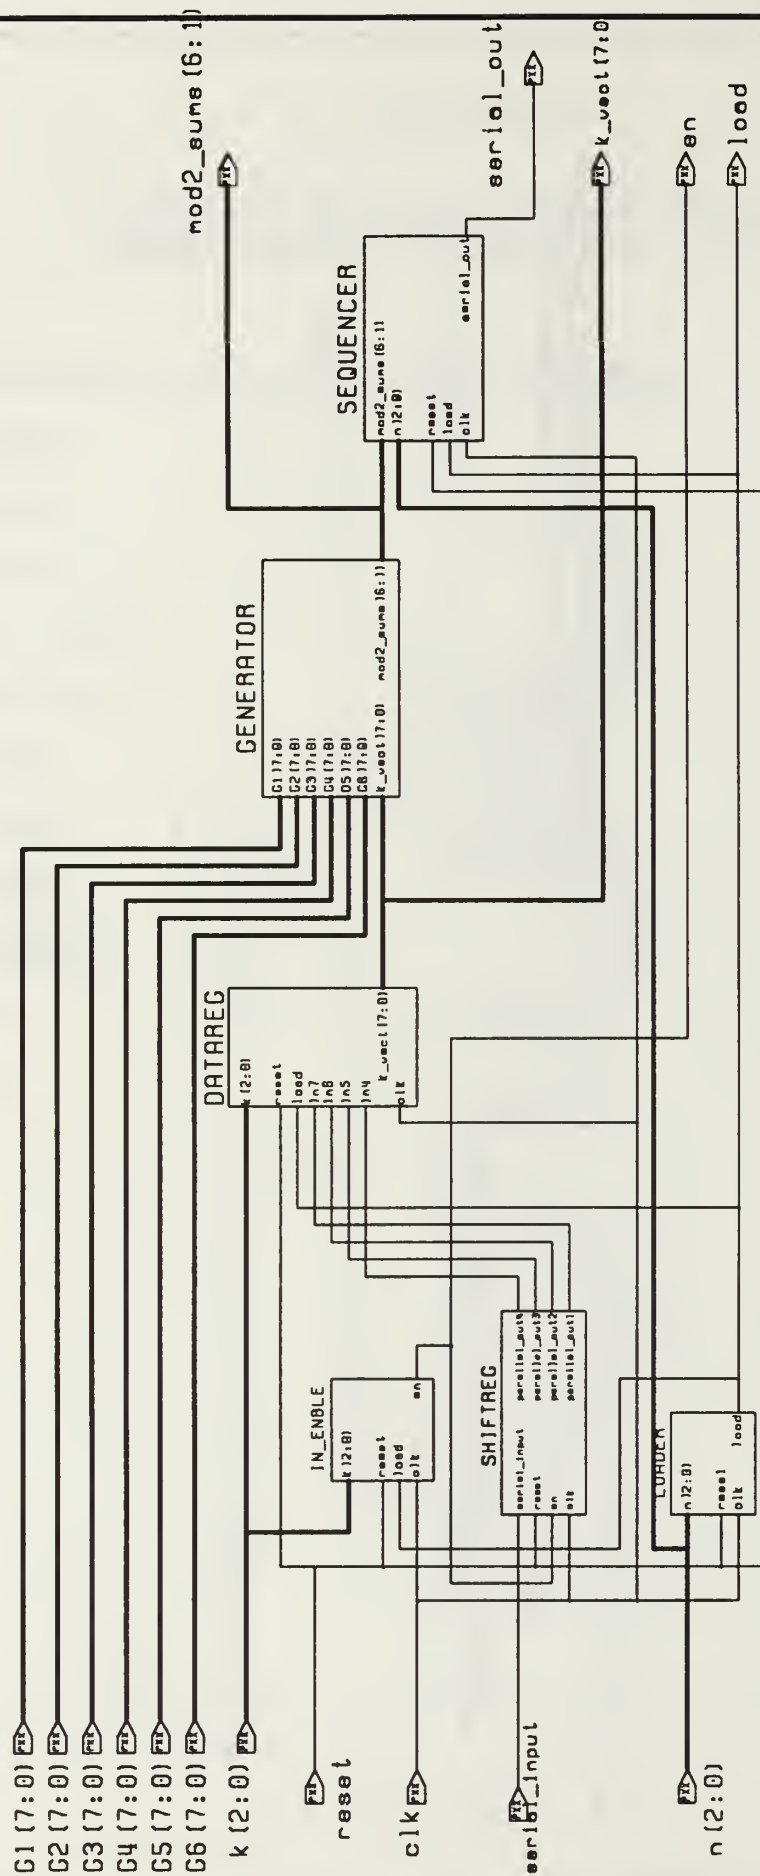 G1(7:0)
G2(7:0)
G3(7:0)
G4(7:0)
G5(7:0)
G6(7:0)
k(2:0)
reset
clk
serial_input
n(2:0)
IN_ENBLE
k(2:0)
reset
load
clk
en
SHIFTREG
serial_input
reset
en
clk
parallel_out4
parallel_out3
parallel_out2
parallel_out1
LOADER
n(2:0)
reset
clk
load
DATAREG
k(2:0)
reset
load
in7
in6
in5
in4
clk
k_vect(7:0)
GENERATOR
G1(7:0)
G2(7:0)
G3(7:0)
G4(7:0)
G5(7:0)
G6(7:0)
k_vect(7:0)
mod2_sums(6:1)
SEQUENCER
mod2_sums(6:1)
n(2:0)
reset
load
clk
serial_out
mod2_sums(6:1)
serial_out
k_vect(7:0)
en
load